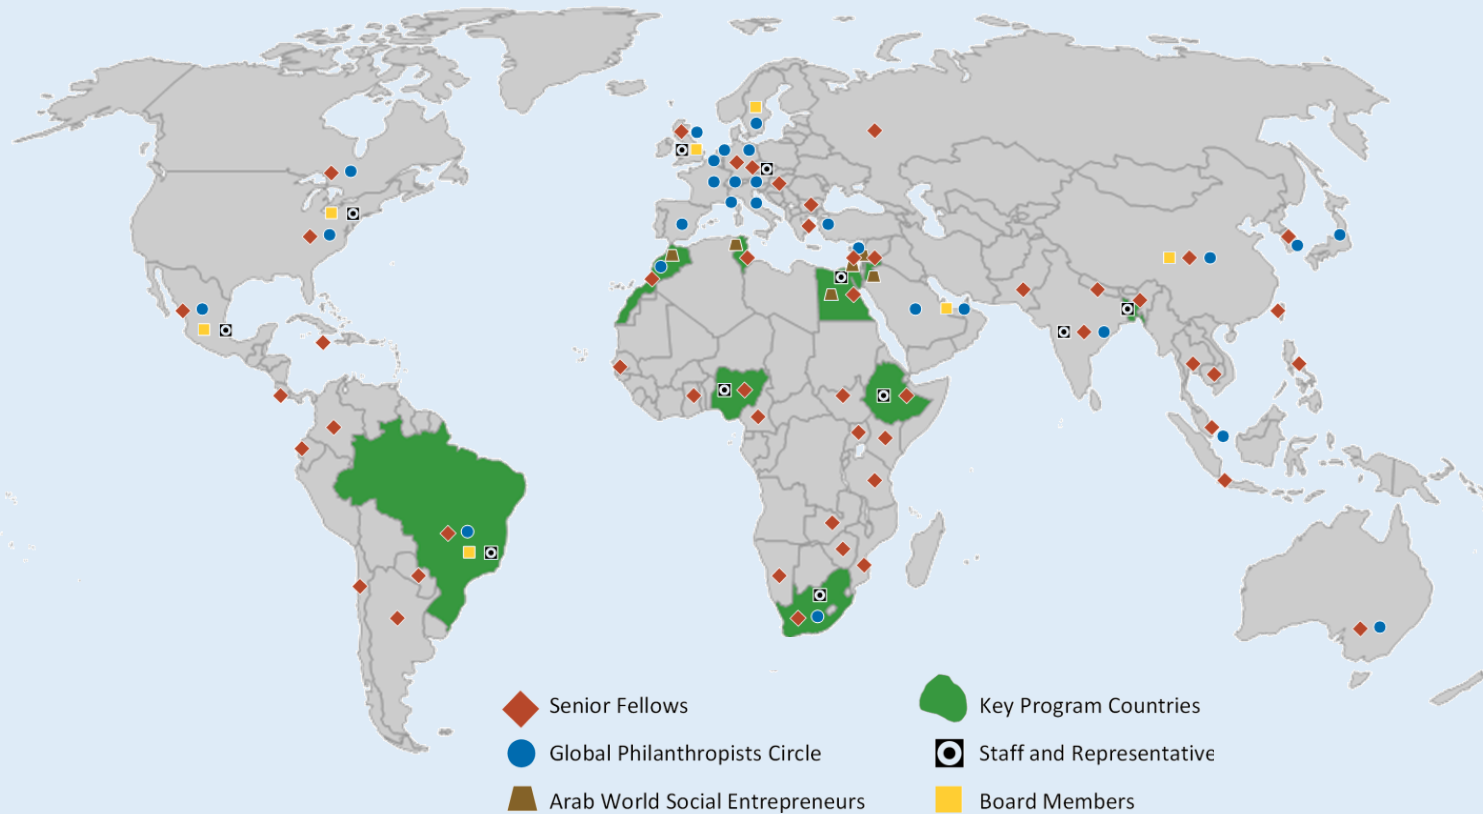 Senior Fellows
Global Philanthropists Circle
Arab World Social Entrepreneurs
Key Program Countries
Staff and Representative
Board Members